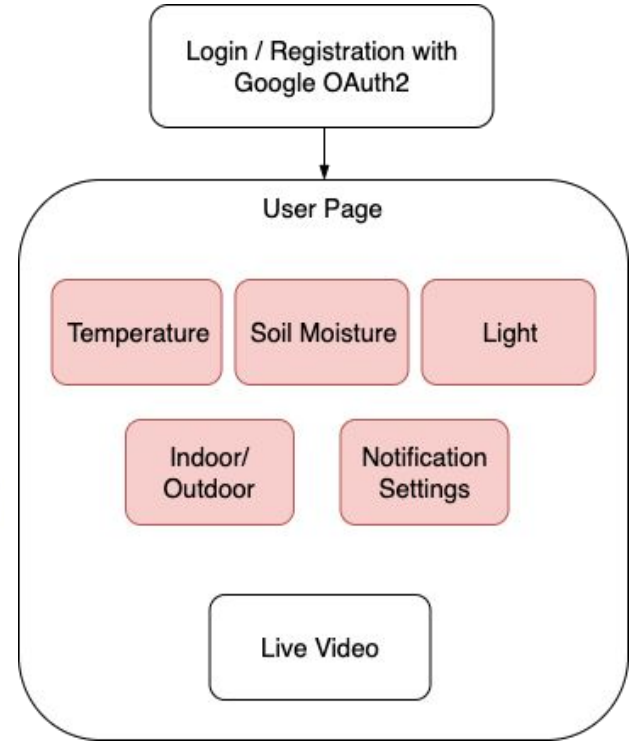 Login / Registration with
Google OAuth2
User Page
Temperature
Soil Moisture
Light
Indoor/
Outdoor
Notification
Settings
Live Video